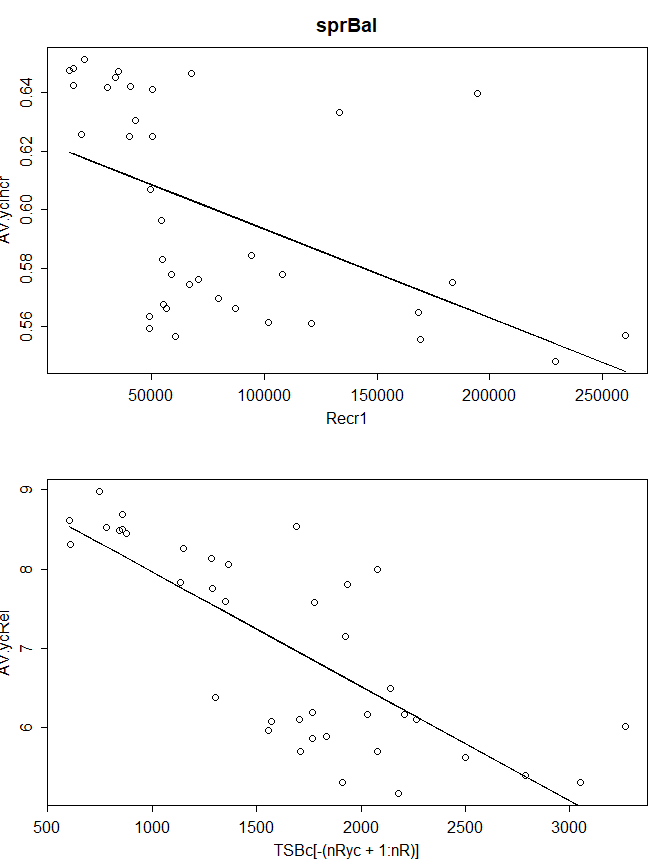 sprBal
AV.ycIncr
0.56 0.58 0.60 0.62 0.64
50000 100000 150000 200000 250000
Recr1
AV.ycRel
6 7 8 9
500 1000 1500 2000 2500 3000
TSBc[-(nRyc + 1:nR)]